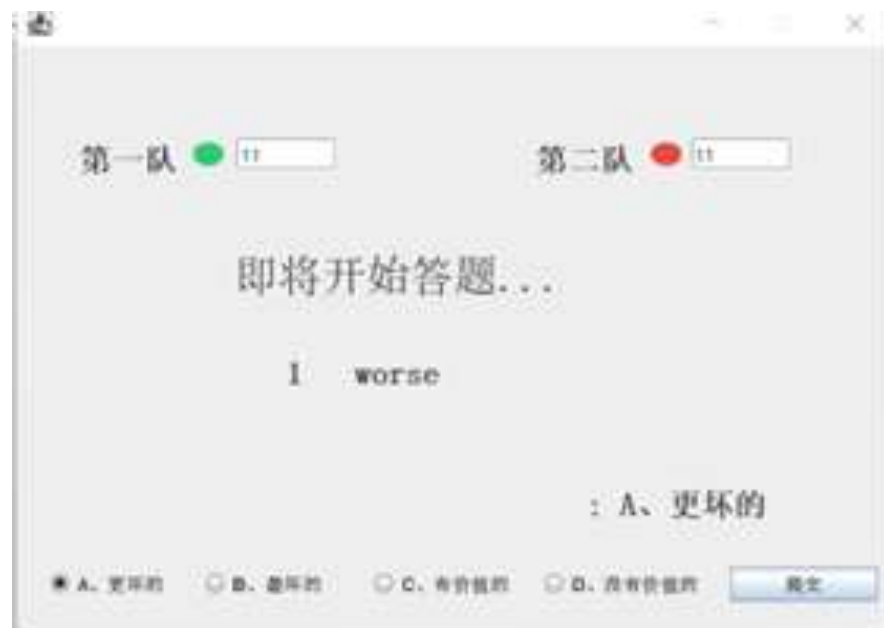 第一队 11 第二队 11
即将开始答题...
I worse
: A、更坏的
A、更坏的 B、最坏的 C、有价值的 D、没有价值的 提交